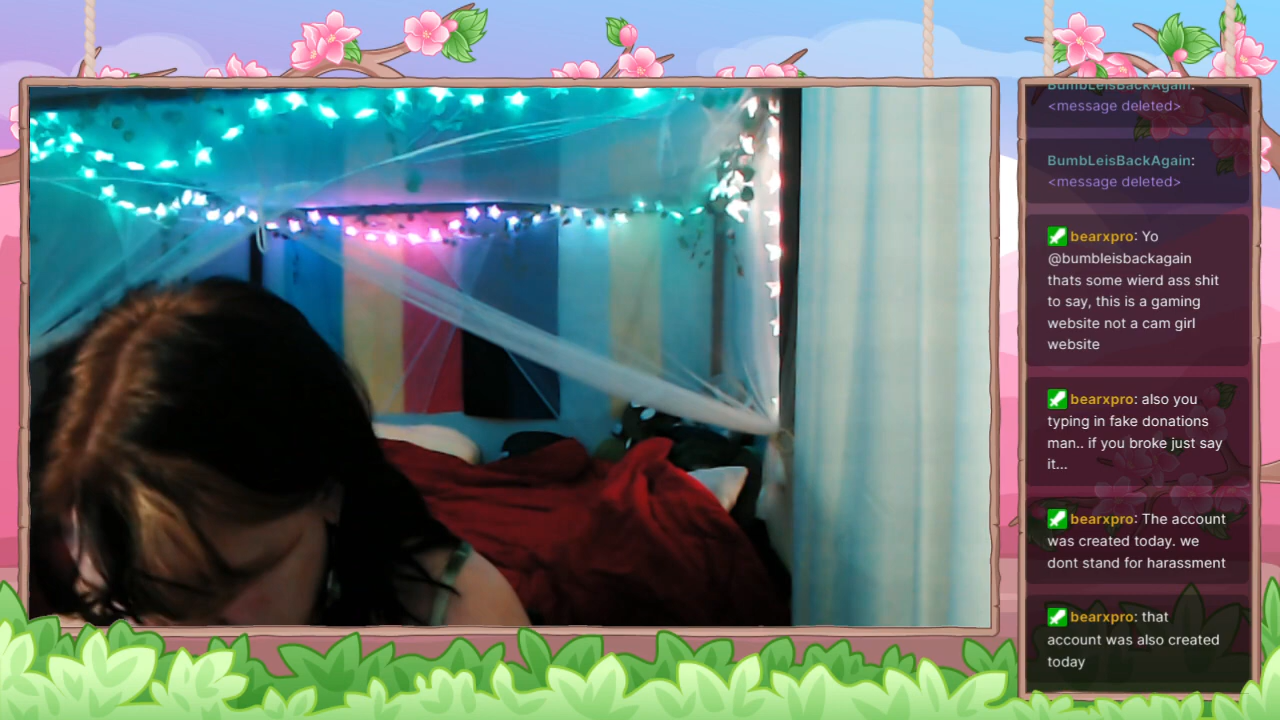 BumbLeisBackAgain:
<message deleted>
BumbLeisBackAgain:
<message deleted>
bearxpro: Yo
@bumbleisbackagain
thats some wierd ass shit
to say, this is a gaming
website not a cam girl
website
bearxpro: also you
typing in fake donations
man.. if you broke just say
it...
bearxpro: The account
was created today. we
dont stand for harassment
bearxpro: that
account was also created
today